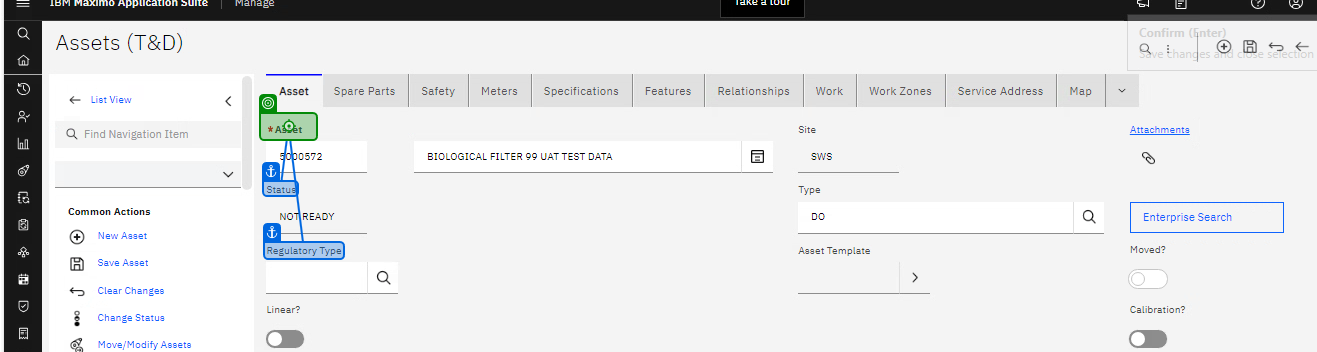 IBM Maximo Application Suite
Manage
Take a tour
Confirm (Enter)
Save changes and close selection
Assets (T&D)
List View
Find Navigation Item
Common Actions
New Asset
Save Asset
Clear Changes
Change Status
Move/Modify Assets
Asset
Spare Parts
Safety
Meters
Specifications
Features
Relationships
Work
Work Zones
Service Address
Map
*Asset
5000572
BIOLOGICAL FILTER 99 UAT TEST DATA
Site
SWS
Attachments
Status
NOT READY
Type
DO
Enterprise Search
Regulatory Type
Asset Template
Moved?
Linear?
Calibration?